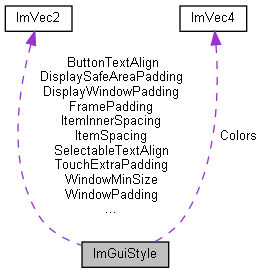 ImVec2
ImVec4
ButtonTextAlign
DisplaySafeAreaPadding
DisplayWindowPadding
FramePadding
ItemInnerSpacing
ItemSpacing
SelectableTextAlign
TouchExtraPadding
WindowMinSize
WindowPadding
...
Colors
ImGuiStyle